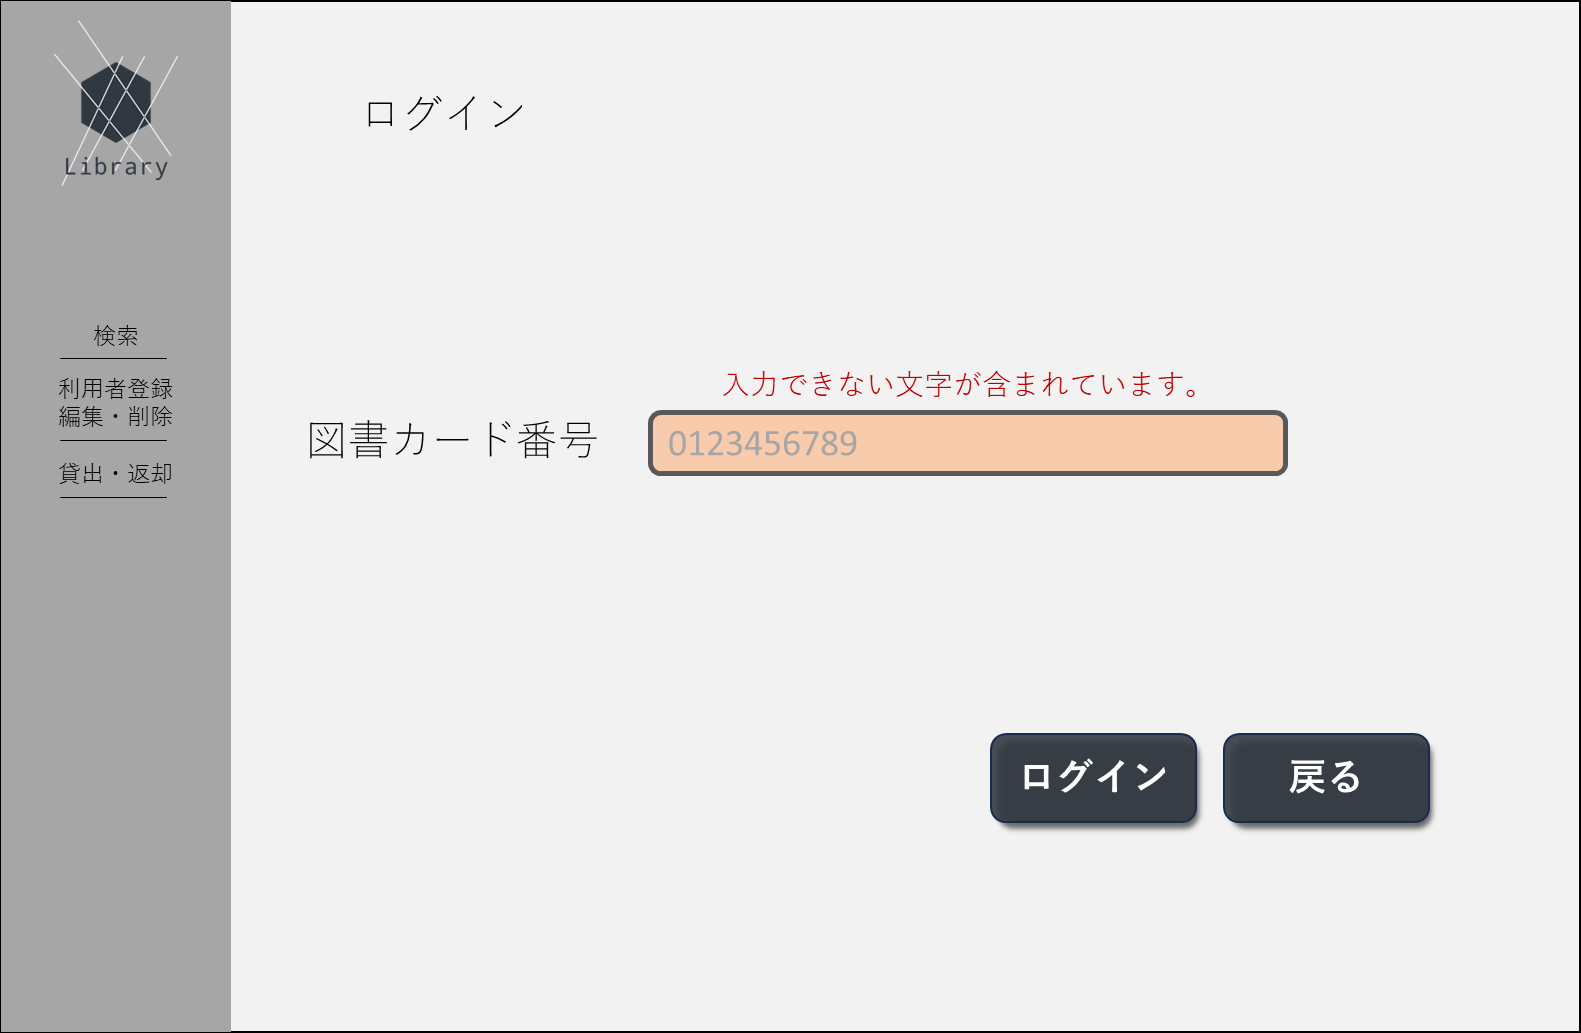 Library
検索
利用者登録
編集・削除
貸出・返却
ログイン
入力できない文字が含まれています。
図書カード番号
0123456789
ログイン
戻る